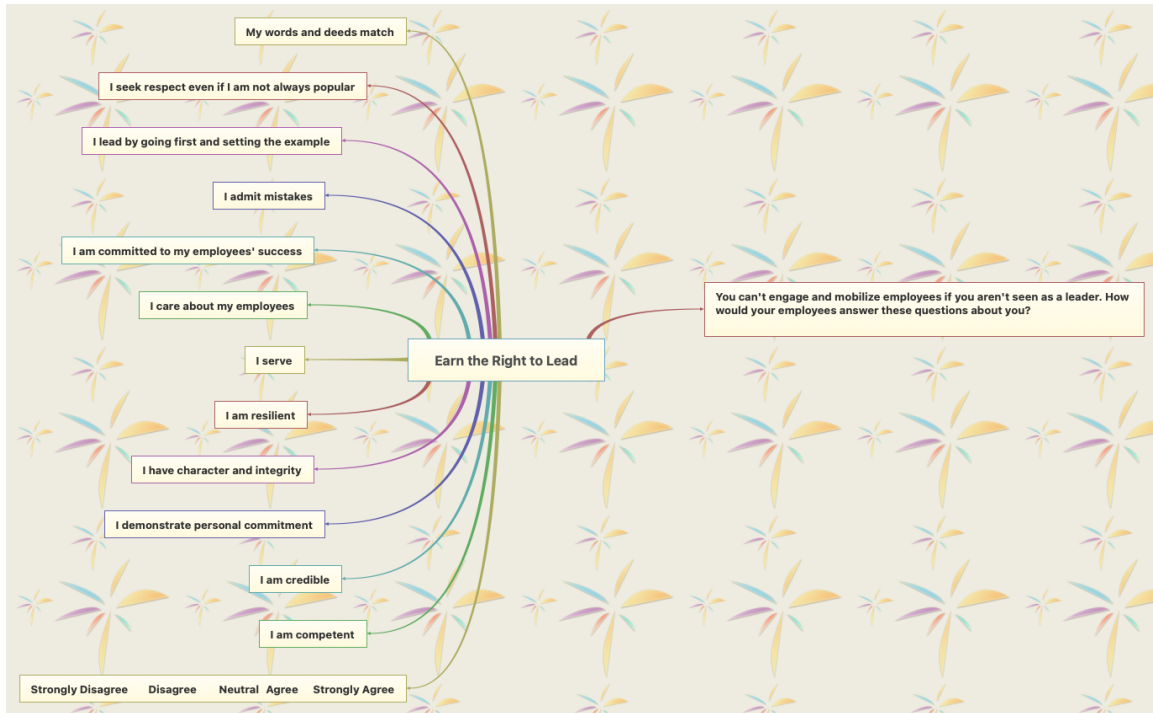 My words and deeds match
I seek respect even if I am not always popular
I lead by going first and setting the example
I admit mistakes
I am committed to my employees' success
I care about my employees
I serve
I am resilient
I have character and integrity
I demonstrate personal commitment
I am credible
I am competent
Strongly Disagree Disagree Neutral Agree Strongly Agree
Earn the Right to Lead
You can't engage and mobilize employees if you aren't seen as a leader. How
would your employees answer these questions about you?